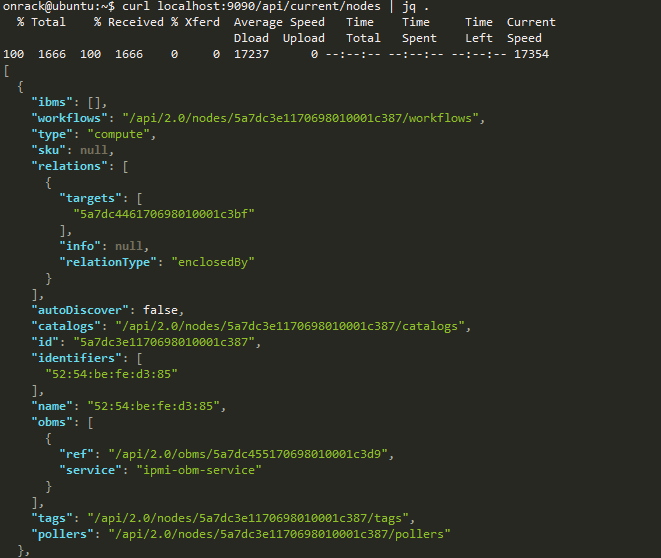 onrack@ubuntu:~$ curl localhost:9090/api/current/nodes | jq .
  % Total    % Received % Xferd  Average Speed   Time    Time     Time  Current
                                 Dload  Upload   Total   Spent    Left  Speed
100  1666  100  1666    0     0  17237      0 --:--:-- --:--:-- --:--:-- 17354
[
  {
    "ibms": [],
    "workflows": "/api/2.0/nodes/5a7dc3e1170698010001c387/workflows",
    "type": "compute",
    "sku": null,
    "relations": [
      {
        "targets": [
          "5a7dc446170698010001c3bf"
        ],
        "info": null,
        "relationType": "enclosedBy"
      }
    ],
    "autoDiscover": false,
    "catalogs": "/api/2.0/nodes/5a7dc3e1170698010001c387/catalogs",
    "id": "5a7dc3e1170698010001c387",
    "identifiers": [
      "52:54:be:fe:d3:85"
    ],
    "name": "52:54:be:fe:d3:85",
    "obms": [
      {
        "ref": "/api/2.0/obms/5a7dc455170698010001c3d9",
        "service": "ipmi-obm-service"
      }
    ],
    "tags": "/api/2.0/nodes/5a7dc3e1170698010001c387/tags",
    "pollers": "/api/2.0/nodes/5a7dc3e1170698010001c387/pollers"
  },